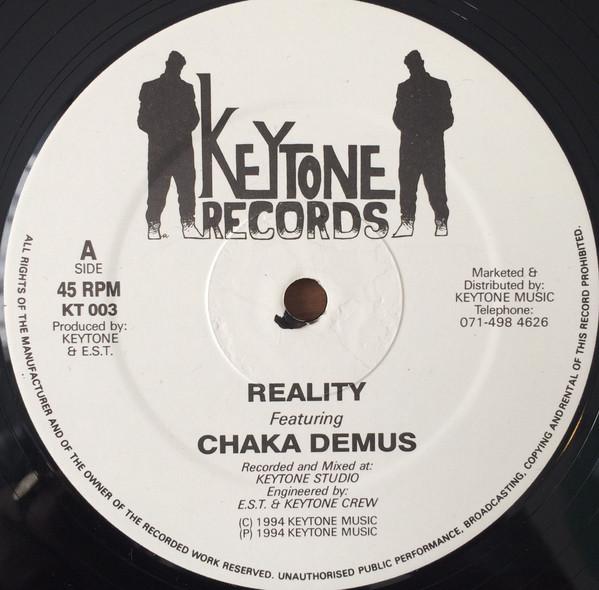 KEYTONE
RECORDS
A
SIDE
45 RPM
KT 003
Produced by:
KEYTONE
& E.S.T.
Marketed &
Distributed by:
KEYTONE MUSIC
Telephone:
071-498 4626
REALITY
Featuring
CHAKA DEMUS
Recorded and Mixed at:
KEYTONE STUDIO
Engineered by:
E.S.T. & KEYTONE CREW
(C) 1994 KEYTONE MUSIC
(P) 1994 KEYTONE MUSIC
ALL RIGHTS OF THE MANUFACTURER AND OF THE OWNER OF THE RECORDED WORK RESERVED. UNAUTHORISED PUBLIC PERFORMANCE, BROADCASTING, COPYING AND RENTAL OF THIS RECORD PROHIBITED.